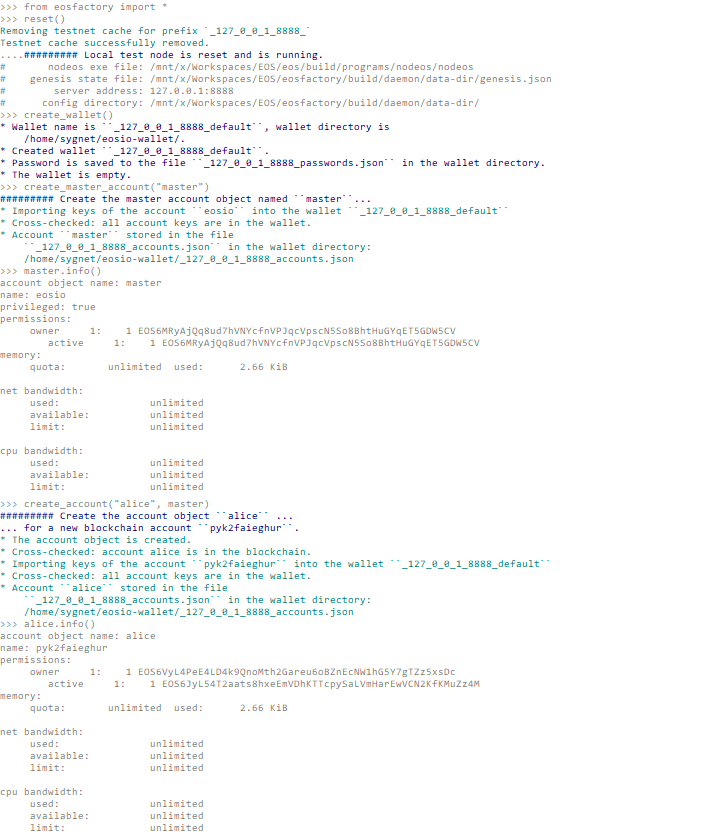 >>> from eosfactory import *
>>> reset()
Removing testnet cache for prefix `_127_0_0_1_8888_`
Testnet cache successfully removed.
....######### Local test node is reset and is running.
#       nodeos exe file: /mnt/x/Workspaces/EOS/eos/build/programs/nodeos/nodeos
#    genesis state file: /mnt/x/Workspaces/EOS/eosfactory/build/daemon/data-dir/genesis.json
#        server address: 127.0.0.1:8888
#      config directory: /mnt/x/Workspaces/EOS/eosfactory/build/daemon/data-dir/
>>> create_wallet()
* Wallet name is ``_127_0_0_1_8888_default``, wallet directory is
    /home/sygnet/eosio-wallet/.
* Created wallet ``_127_0_0_1_8888_default``.
* Password is saved to the file ``_127_0_0_1_8888_passwords.json`` in the wallet directory.
* The wallet is empty.
>>> create_master_account("master")
######### Create the master account object named ``master``...
* Importing keys of the account ``eosio`` into the wallet ``_127_0_0_1_8888_default``
* Cross-checked: all account keys are in the wallet.
* Account ``master`` stored in the file
    ``_127_0_0_1_8888_accounts.json`` in the wallet directory:
    /home/sygnet/eosio-wallet/_127_0_0_1_8888_accounts.json
>>> master.info()
account object name: master
name: eosio
privileged: true
permissions:
     owner     1:    1 EOS6MRyAjQq8ud7hVNYcfnVPJqcVpscN5So8BhtHuGYqET5GDW5CV
        active     1:    1 EOS6MRyAjQq8ud7hVNYcfnVPJqcVpscN5So8BhtHuGYqET5GDW5CV
memory:
     quota:       unlimited  used:      2.66 KiB
net bandwidth:
     used:               unlimited
     available:          unlimited
     limit:              unlimited
cpu bandwidth:
     used:               unlimited
     available:          unlimited
     limit:              unlimited
>>> create_account("alice", master)
######### Create the account object ``alice`` ...
... for a new blockchain account ``pyk2faieghur``.
* The account object is created.
* Cross-checked: account alice is in the blockchain.
* Importing keys of the account ``pyk2faieghur`` into the wallet ``_127_0_0_1_8888_default``
* Cross-checked: all account keys are in the wallet.
* Account ``alice`` stored in the file
    ``_127_0_0_1_8888_accounts.json`` in the wallet directory:
    /home/sygnet/eosio-wallet/_127_0_0_1_8888_accounts.json
>>> alice.info()
account object name: alice
name: pyk2faieghur
permissions:
     owner     1:    1 EOS6VyL4PeE4LD4k9QnoMth2Gareu6oBZnEcNW1hG5Y7gTZz5xsDc
        active     1:    1 EOS6JyL54T2aats8hxeEmVDhKTTcpySaLVmHarEwVCN2KfKMuZz4M
memory:
     quota:       unlimited  used:      2.66 KiB
net bandwidth:
     used:               unlimited
     available:          unlimited
     limit:              unlimited
cpu bandwidth:
     used:               unlimited
     available:          unlimited
     limit:              unlimited